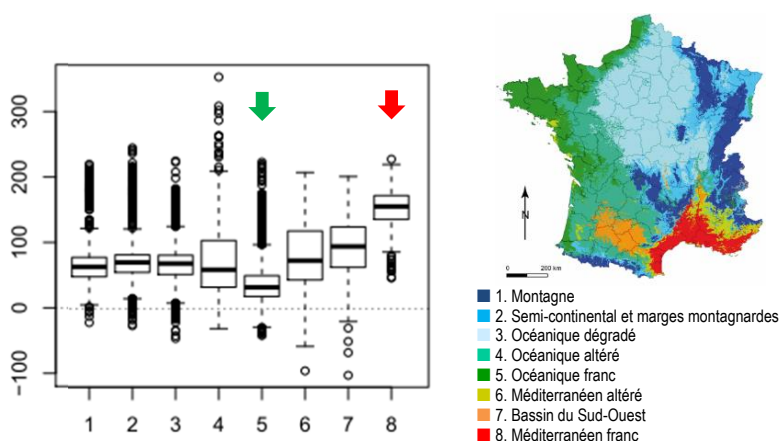 300
200
100
0
-100
1 2 3 4 5 6 7 8
N
0 200 km
1. Montagne
2. Semi-continental et marges montagnardes
3. Océanique dégradé
4. Océanique altéré
5. Océanique franc
6. Méditerranéen altéré
7. Bassin du Sud-Ouest
8. Méditerranéen franc